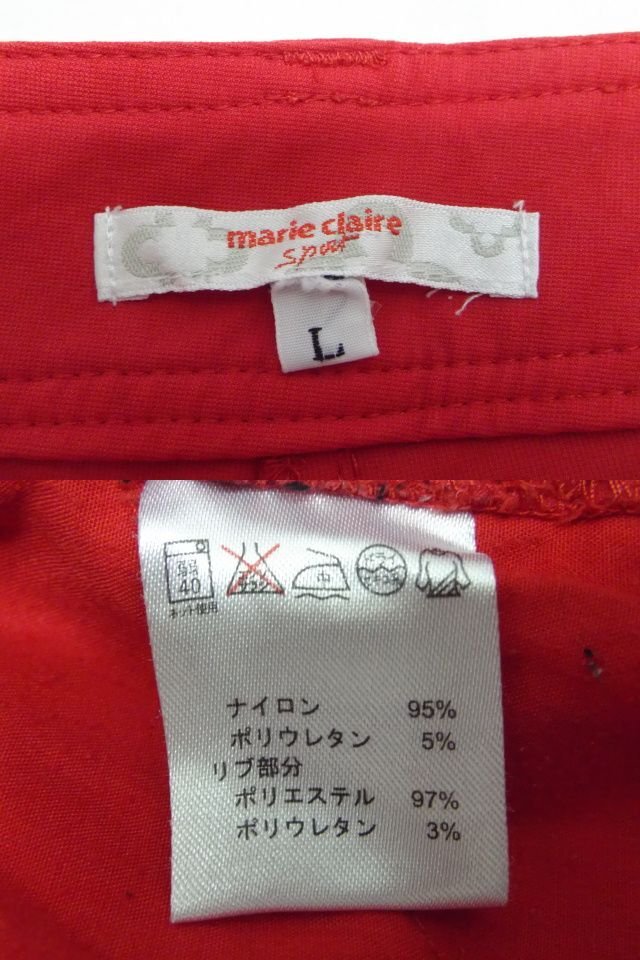 marie claire
sport
L
弱
40
中
ネット使用
ナイロン 95%
ポリウレタン 5%
リブ部分
ポリエステル 97%
ポリウレタン 3%